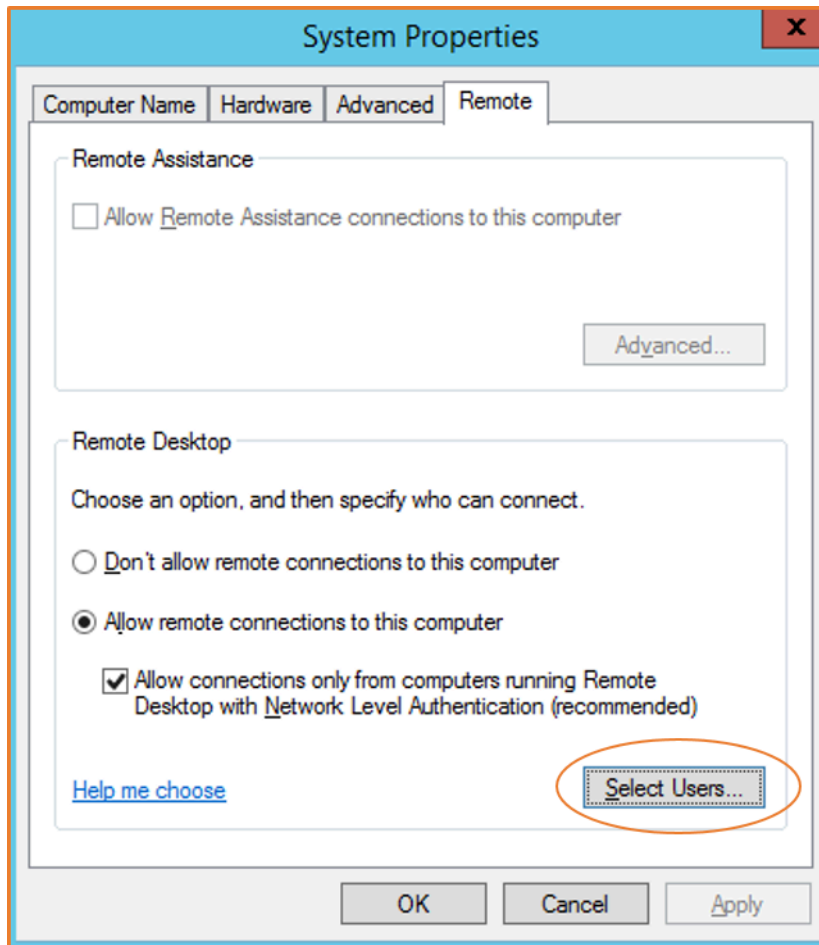 System Properties
x
Computer Name
Hardware
Advanced
Remote
Remote Assistance
Allow Remote Assistance connections to this computer
Advanced...
Remote Desktop
Choose an option, and then specify who can connect.
Don't allow remote connections to this computer
Allow remote connections to this computer
Allow connections only from computers running Remote
Desktop with Network Level Authentication (recommended)
Help me choose
Select Users...
OK
Cancel
Apply